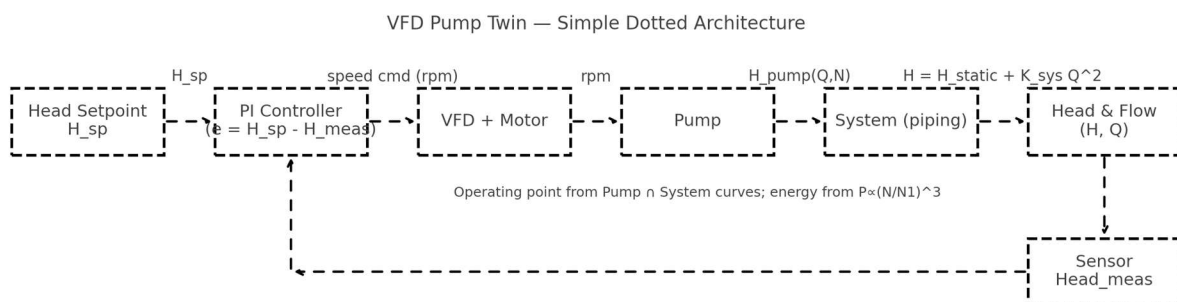 VFD Pump Twin — Simple Dotted Architecture
H_sp
speed cmd (rpm)
rpm
H_pump(Q,N)
H = H_static + K_sys Q^2
Head Setpoint
H_sp
PI Controller
(e = H_sp - H_meas)
VFD + Motor
Pump
System (piping)
Head & Flow
(H, Q)
Operating point from Pump ∩ System curves; energy from P∝(N/N1)^3
Sensor
Head_meas